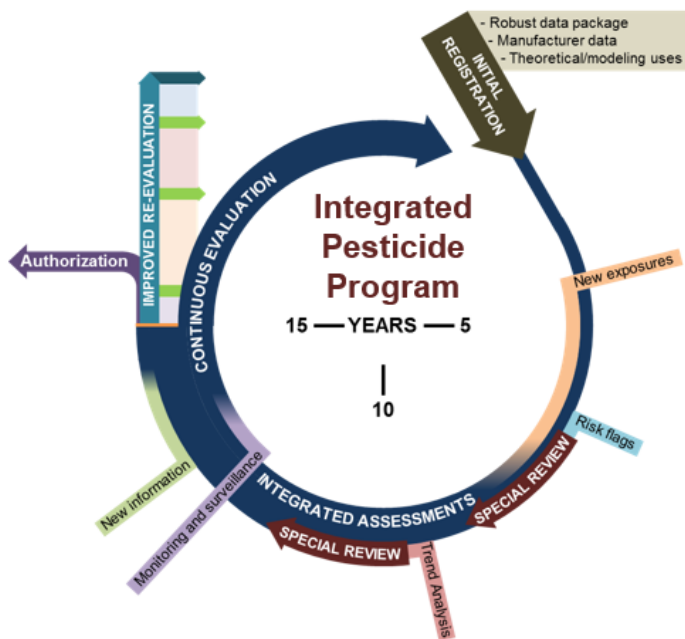 - Robust data package
- Manufacturer data
- Theoretical/modeling uses
INITIAL
REGISTRATION
IMPROVED RE-EVALUATION
CONTINUOUS EVALUATION
Integrated
Pesticide
Program
Authorization
New exposures
15 — YEARS — 5
10
Risk flags
SPECIAL REVIEW
INTEGRATED ASSESSMENTS
New information
Monitoring and surveillance
SPECIAL REVIEW
Trend Analysis